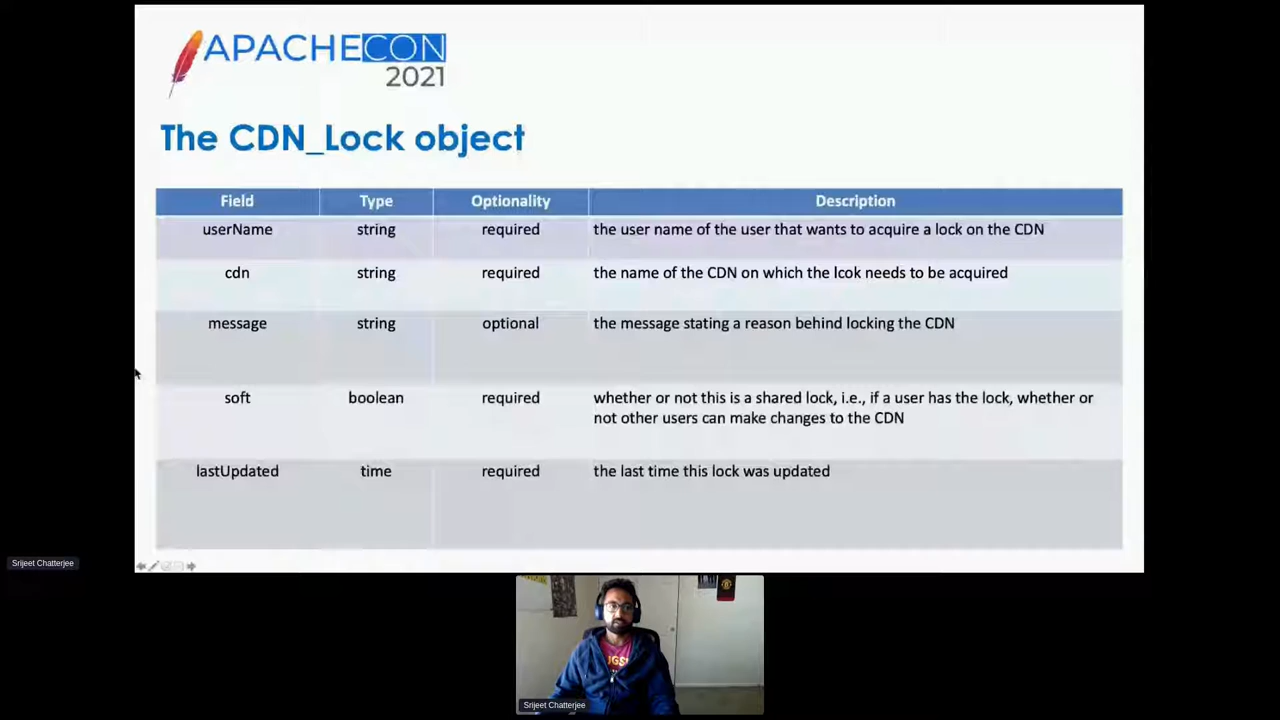 APACHECON
2021
The CDN_Lock object
Field Type Optionality Description
userName string required the user name of the user that wants to acquire a lock on the CDN
cdn string required the name of the CDN on which the lcok needs to be acquired
message string optional the message stating a reason behind locking the CDN
soft boolean required whether or not this is a shared lock, i.e., if a user has the lock, whether or
not other users can make changes to the CDN
lastUpdated time required the last time this lock was updated
Srijeet Chatterjee
Srijeet Chatterjee